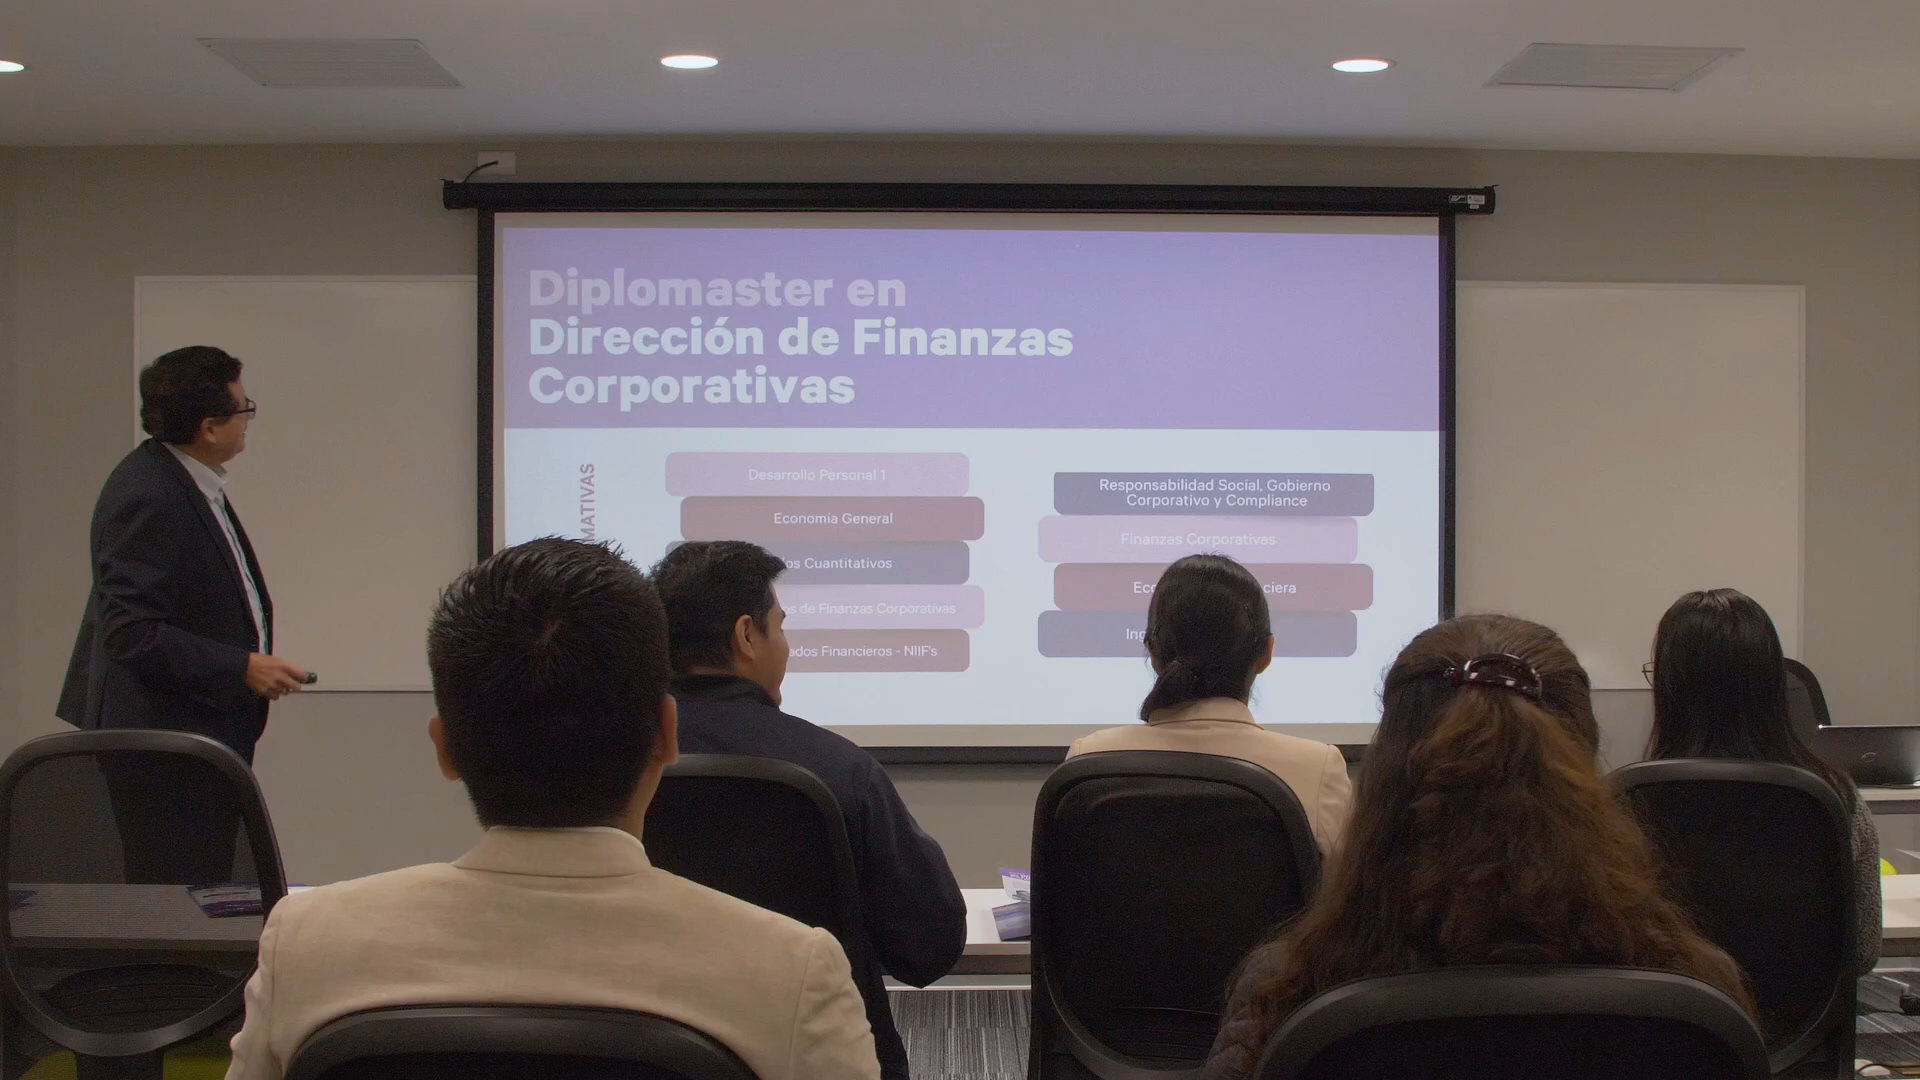 Diplomaster en
Dirección de Finanzas
Corporativas
Desarrollo Personal 1
Economía General
Cuantitativos
de Finanzas Corporativas
Financieros - NIIF's
Responsabilidad Social, Gobierno
Corporativo y Compliance
Finanzas Corporativas